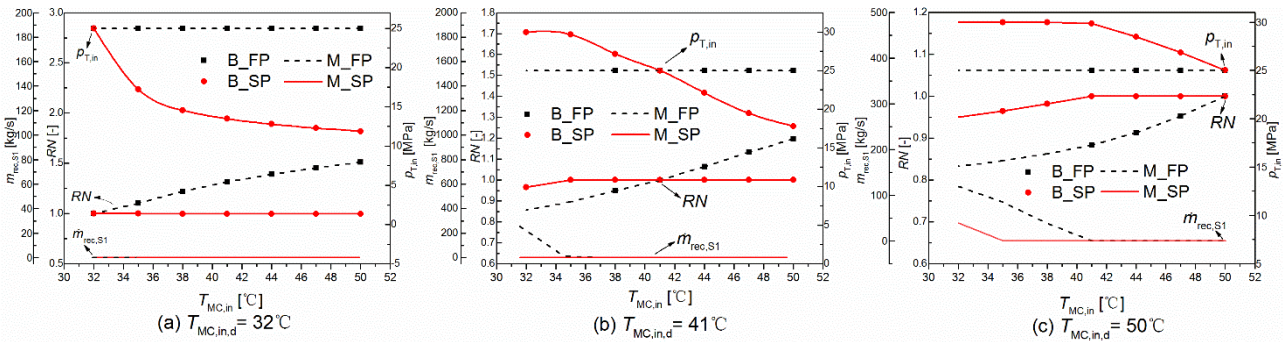 200
180
160
140
120
100
80
60
40
20
0
ṁrec,S1 [kg/s]
3.0
2.5
2.0
1.5
1.0
0.5
RN [-]
pT,in
B_FP M_FP
B_SP M_SP
RN
ṁrec,S1
25
20
15
10
5
0
-5
pT,in [MPa]
32 34 36 38 40 42 44 46 48 50 52
TMC,in [℃]
(a) TMC,in,d= 32℃
2000
1800
1600
1400
1200
1000
800
600
400
200
0
ṁrec,S1 [kg/s]
1.8
1.7
1.6
1.5
1.4
1.3
1.2
1.1
1.0
0.9
0.8
0.7
0.6
RN [-]
pT,in
B_FP M_FP
B_SP M_SP
RN
ṁrec,S1
30
25
20
15
10
5
0
pT,in [MPa]
32 34 36 38 40 42 44 46 48 50 52
TMC,in [℃]
(b) TMC,in,d= 41℃
500
400
300
200
100
0
ṁrec,S1 [kg/s]
1.2
1.1
1.0
0.9
0.8
0.7
0.6
RN [-]
pT,in
RN
B_FP M_FP
B_SP M_SP
ṁrec,S1
30
25
20
15
10
5
pT,in [MPa]
32 34 36 38 40 42 44 46 48 50 52
TMC,in [℃]
(c) TMC,in,d= 50℃